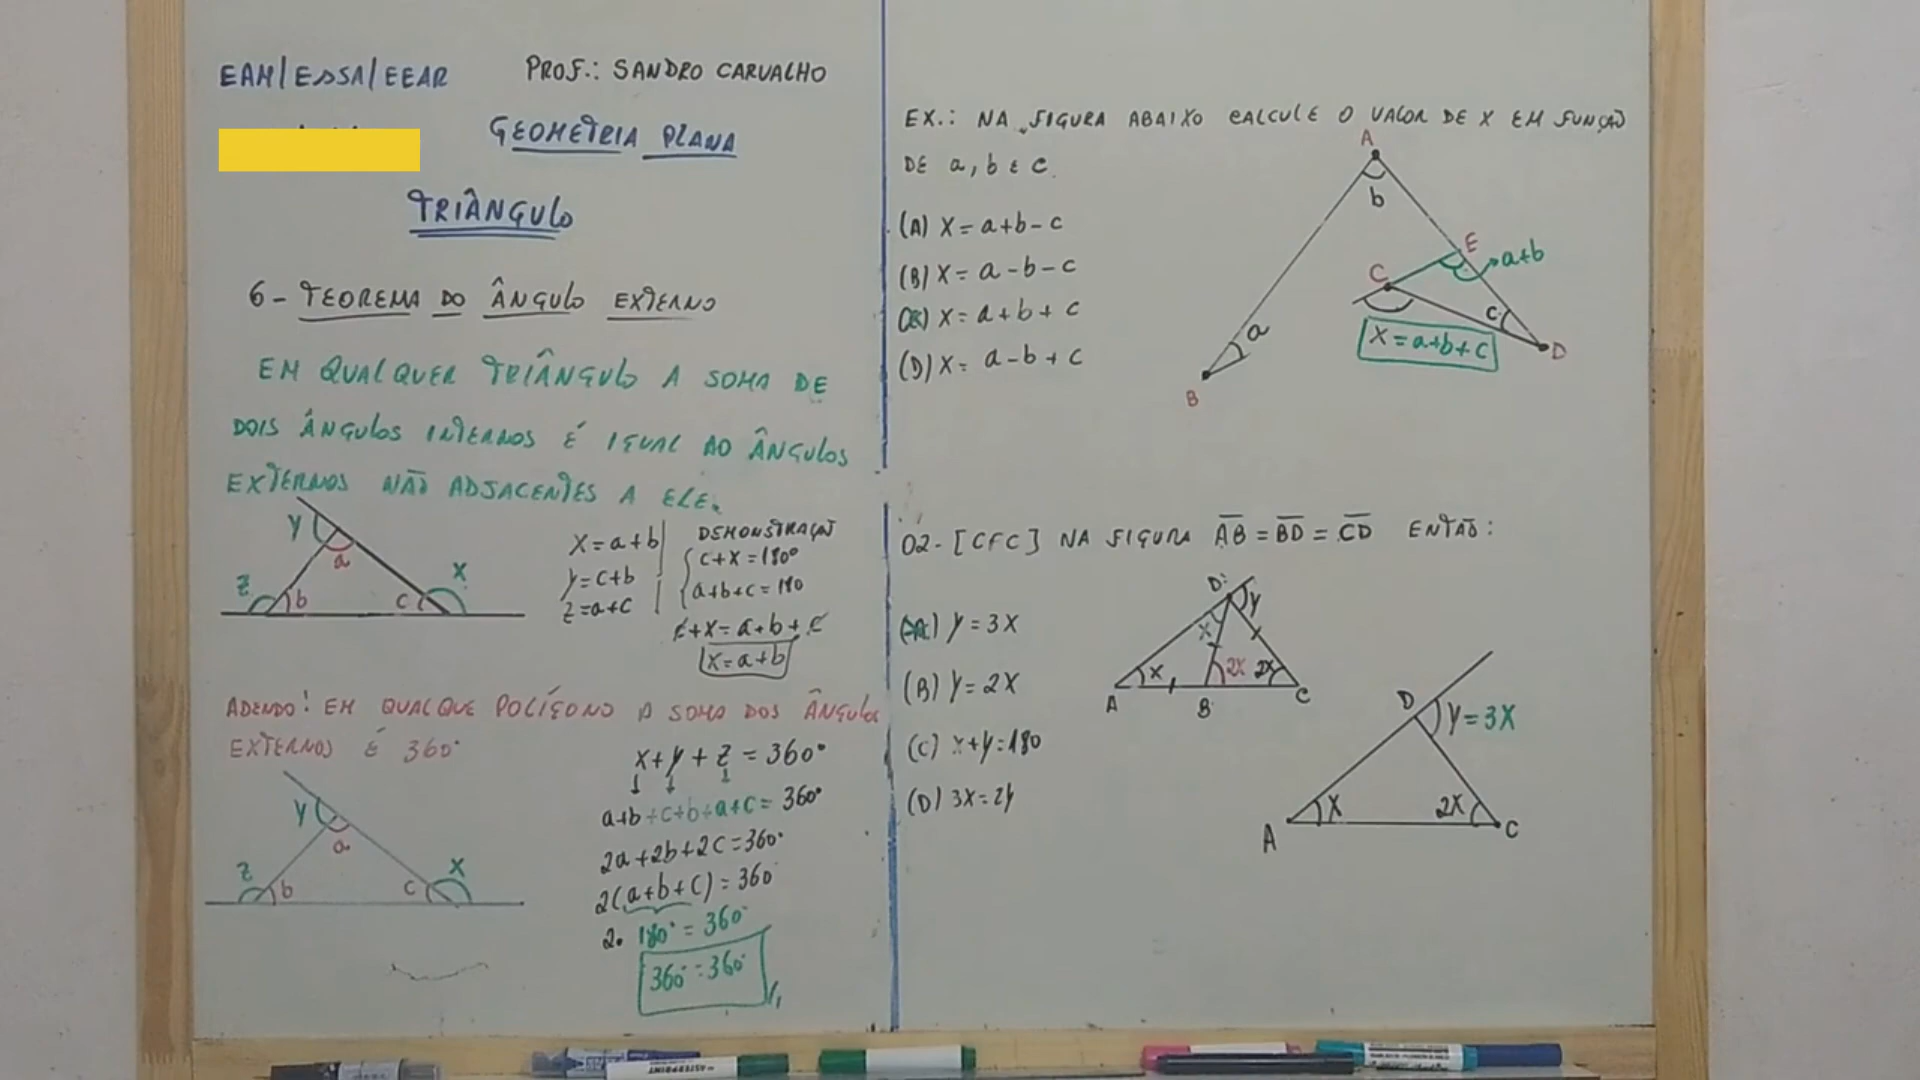 EAM/ESSA/EEAR PROF.: SANDRO CARVALHO
GEOMETRIA PLANA
TRIÂNGULO
6 - TEOREMA DO ÂNGULO EXTERNO
EM QUALQUER TRIÂNGULO A SOMA DE
DOIS ÂNGULOS INTERNOS É IGUAL AO ÂNGULOS
EXTERNOS NÃO ADJACENTES A ELE.
y
a
z
b
c
x
x = a+b
y = c+b
z = a+c
DEMONSTRAÇÃO
c+x = 180°
a+b+c = 180
c+x = a+b+c
x = a+b
ADENDO! EM QUALQUE POLÍGONO A SOMA DOS ÂNGULOS
EXTERNOS É 360°
y
a
z
b
c
x
x+y+z = 360°
a+b+c+b+a+c = 360°
2a+2b+2c = 360°
2(a+b+c) = 360°
2. 180° = 360°
360° = 360°
EX.: NA FIGURA ABAIXO CALCULE O VALOR DE X EM FUNÇÃO
DE a, b E c.
(A) X = a+b-c
(B) X = a-b-c
X = a+b+c
(D) X = a-b+c
A
b
E
a+b
C
c
X = a+b+c
D
a
B
02- [CFC] NA FIGURA AB = BD = CD ENTÃO:
y = 3x
(B) y = 2x
(C) x+y=180
(D) 3x=2y
D
y
x
x
2x
2x
A
B
C
D
y = 3x
x
2x
A
C